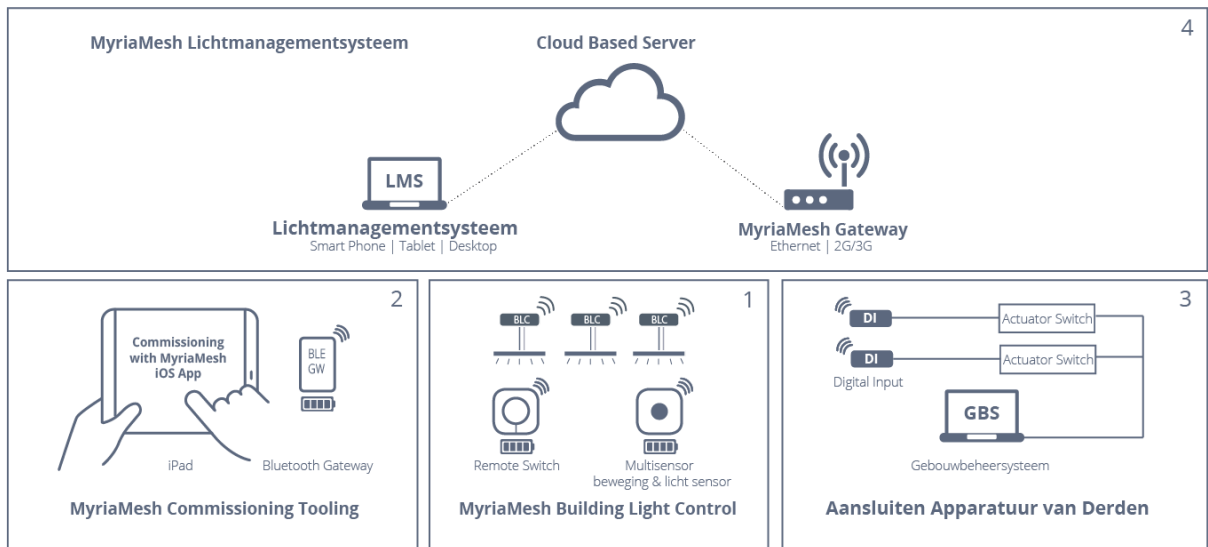 4
MyriaMesh Lichtmanagementsysteem
Cloud Based Server
LMS
Lichtmanagementsysteem
Smart Phone | Tablet | Desktop
MyriaMesh Gateway
Ethernet | 2G/3G
2
Commissioning
with MyriaMesh
iOS App
BLE
GW
iPad
Bluetooth Gateway
MyriaMesh Commissioning Tooling
1
BLC
BLC
BLC
Remote Switch
Multisensor
beweging & licht sensor
MyriaMesh Building Light Control
3
DI
Actuator Switch
DI
Actuator Switch
Digital Input
GBS
Gebouwbeheersysteem
Aansluiten Apparatuur van Derden